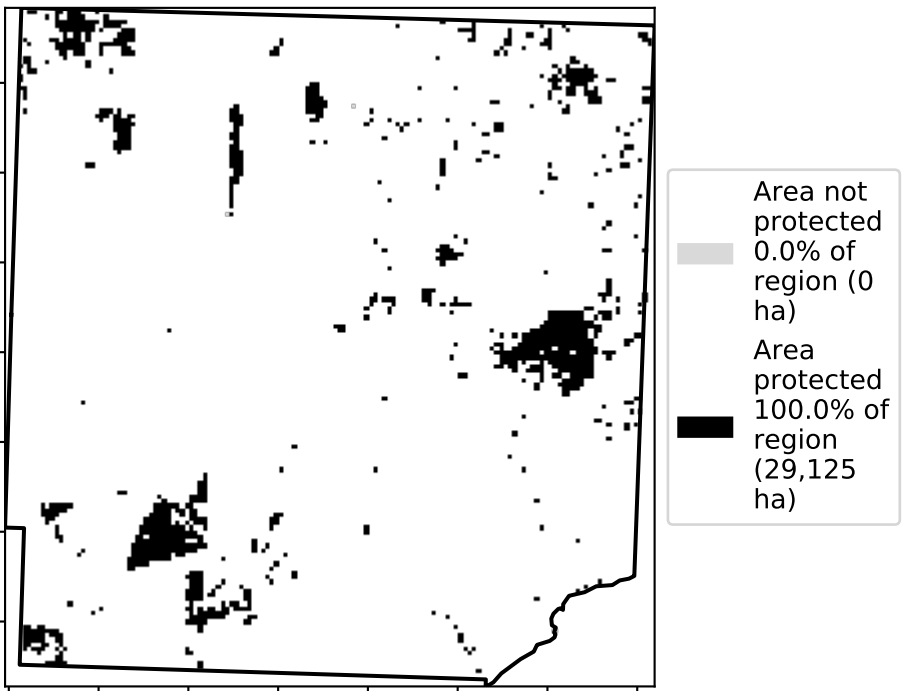 Area not
protected
0.0% of
region (0
ha)
Area
protected
100.0% of
region
(29,125
ha)